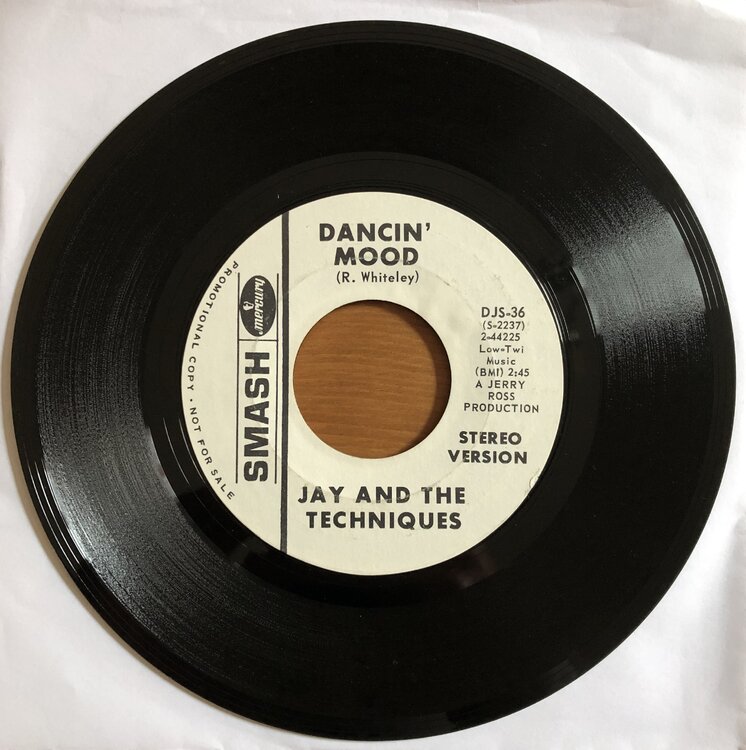 DANCIN'
MOOD
(R. Whiteley)
PROMOTIONAL COPY • NOT FOR SALE
SMASH
mercury
DJS-36
(S-2237)
2-44225
Low-Twi
Music
(BMI) 2:45
A JERRY
ROSS
PRODUCTION
STEREO
VERSION
JAY AND THE
TECHNIQUES